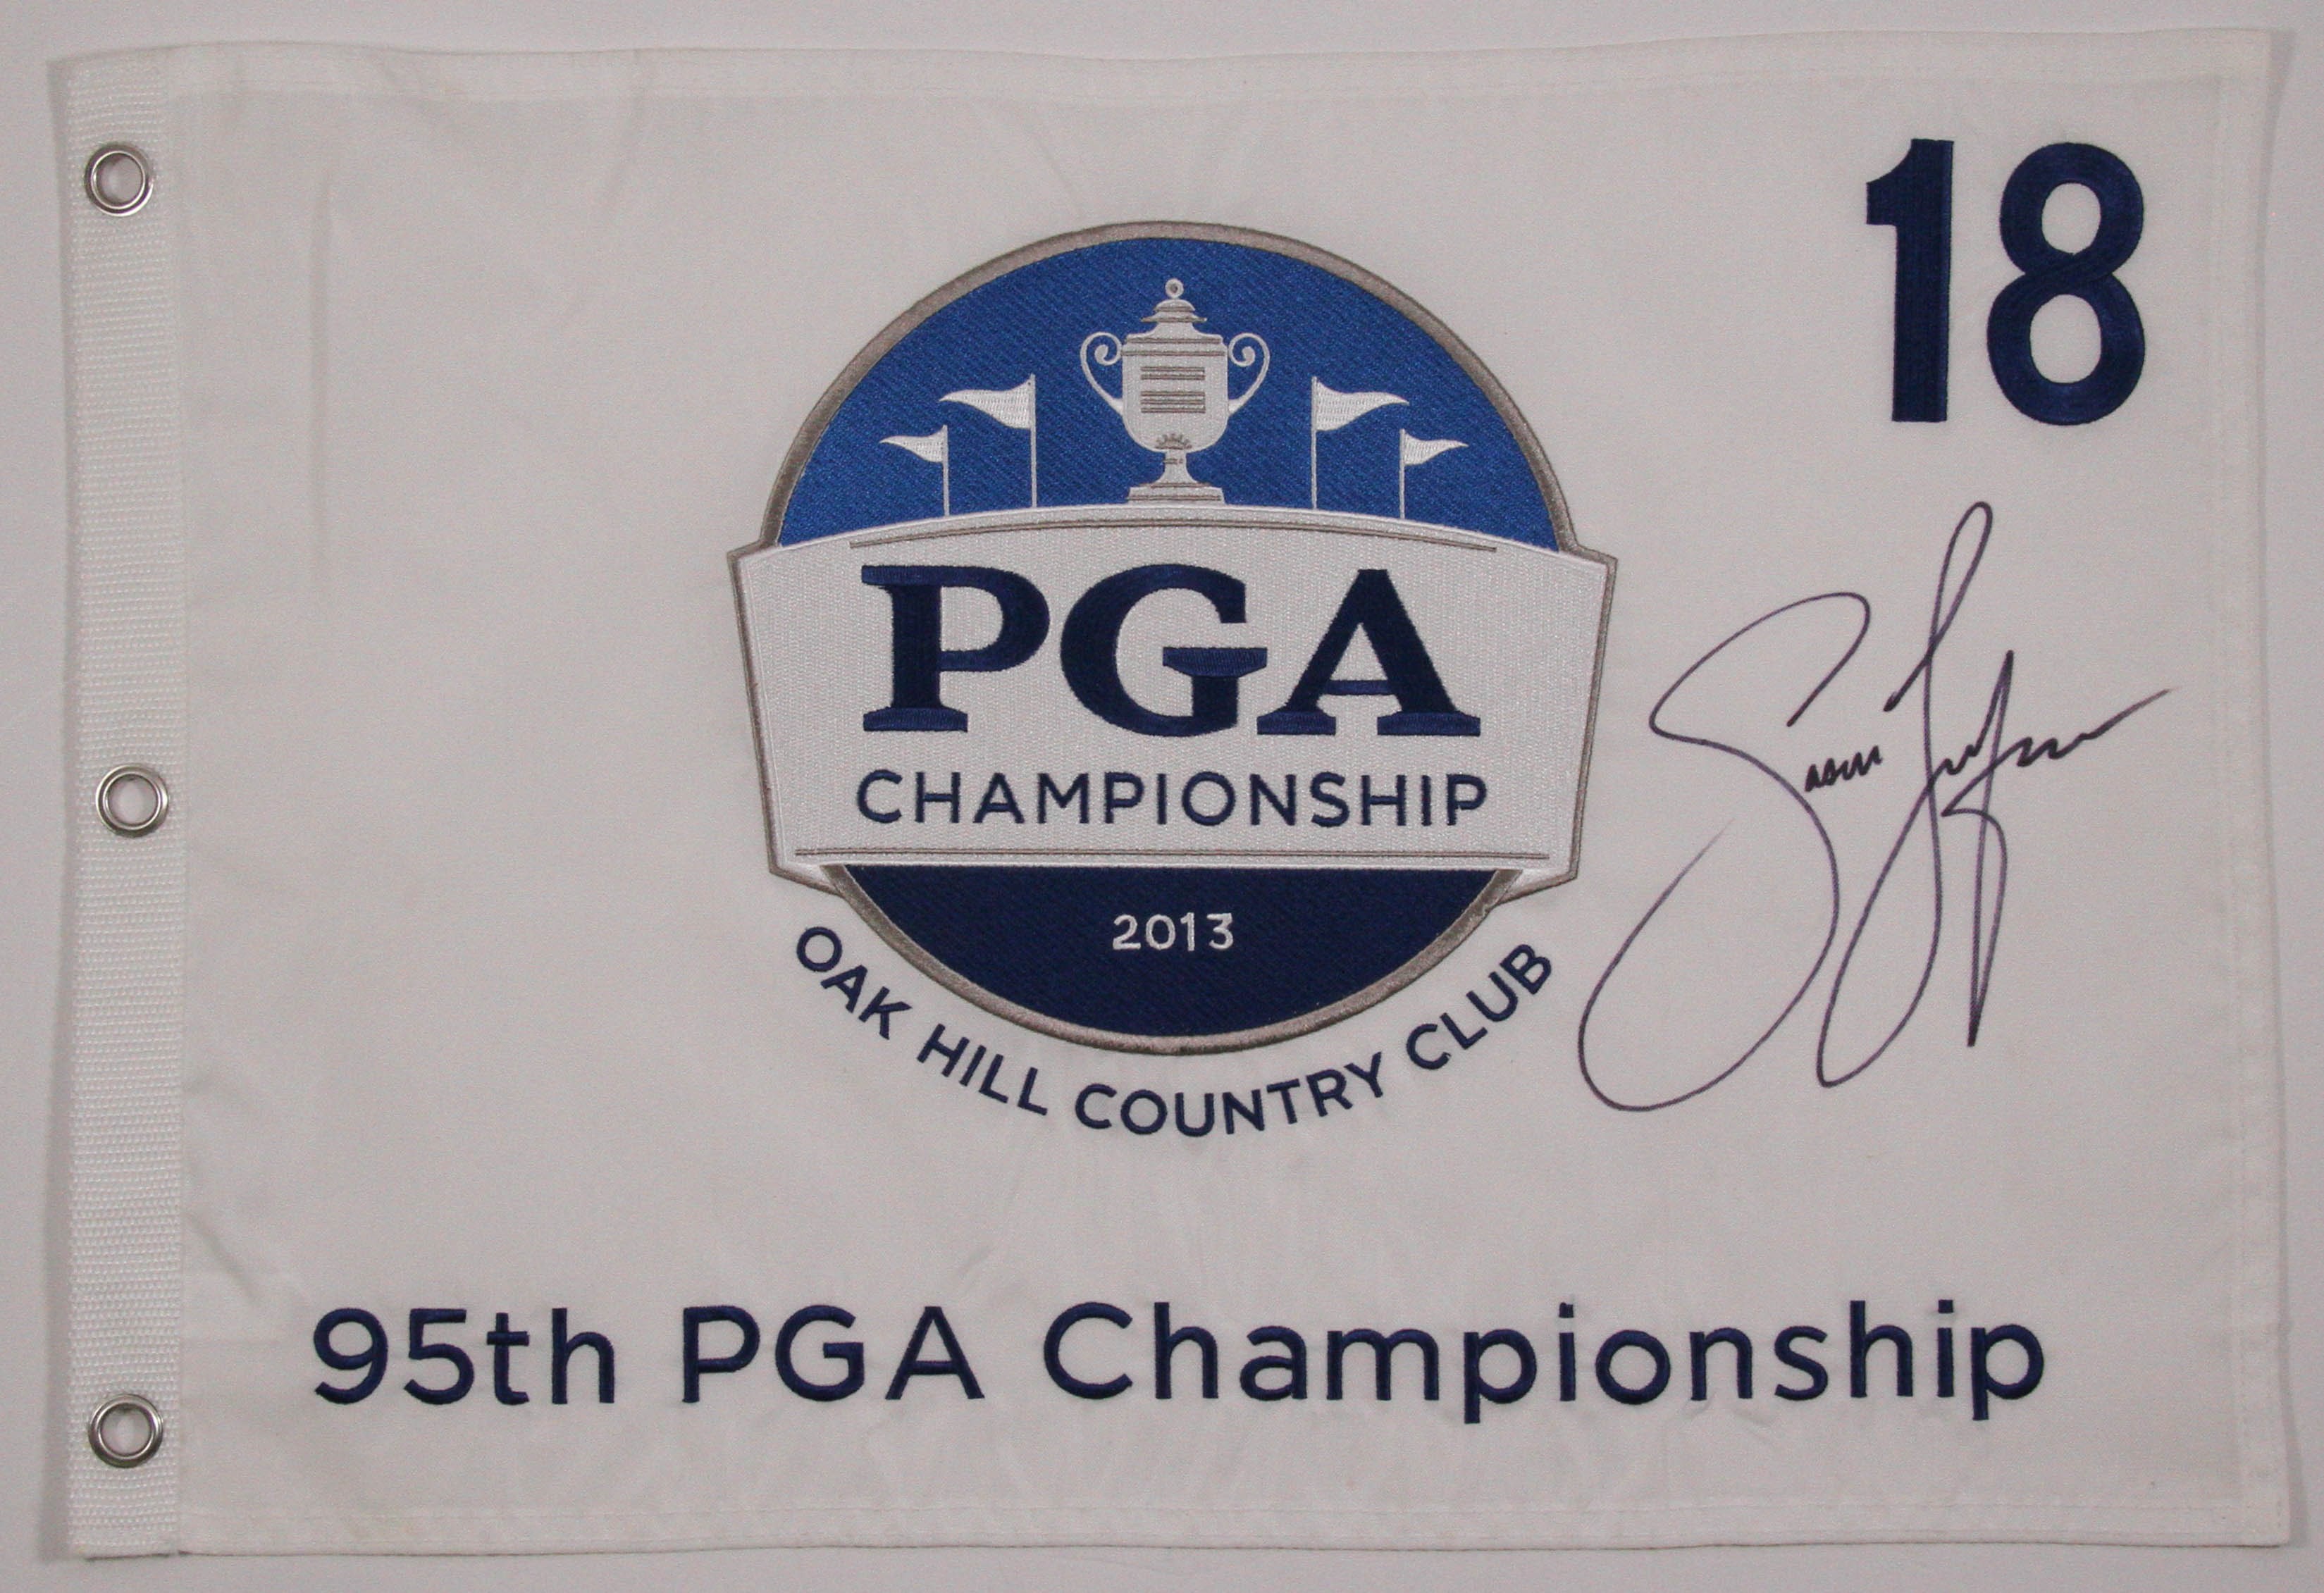 18
PGA
CHAMPIONSHIP
2013
OAK HILL COUNTRY CLUB
95th PGA Championship